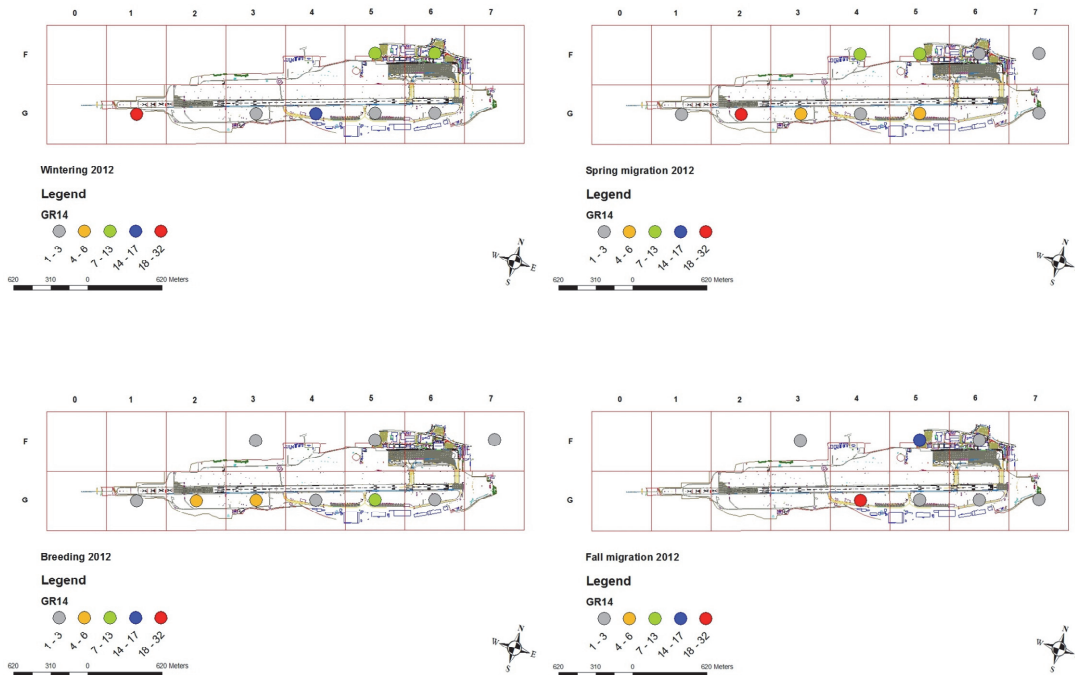 0 1 2 3 4 5 6 7
F
G
Wintering 2012
Legend
GR14
1 - 3 4 - 6 7 - 13 14 - 17 18 - 32
620 310 0 620 Meters
N
W
E
S
0 1 2 3 4 5 6 7
F
G
Spring migration 2012
Legend
GR14
1 - 3 4 - 6 7 - 13 14 - 17 18 - 32
620 310 0 620 Meters
N
W
E
S
0 1 2 3 4 5 6 7
F
G
Breeding 2012
Legend
GR14
1 - 3 4 - 6 7 - 13 14 - 17 18 - 32
620 310 0 620 Meters
N
W
E
S
0 1 2 3 4 5 6 7
F
G
Fall migration 2012
Legend
GR14
1 - 3 4 - 6 7 - 13 14 - 17 18 - 32
620 310 0 620 Meters
N
W
E
S